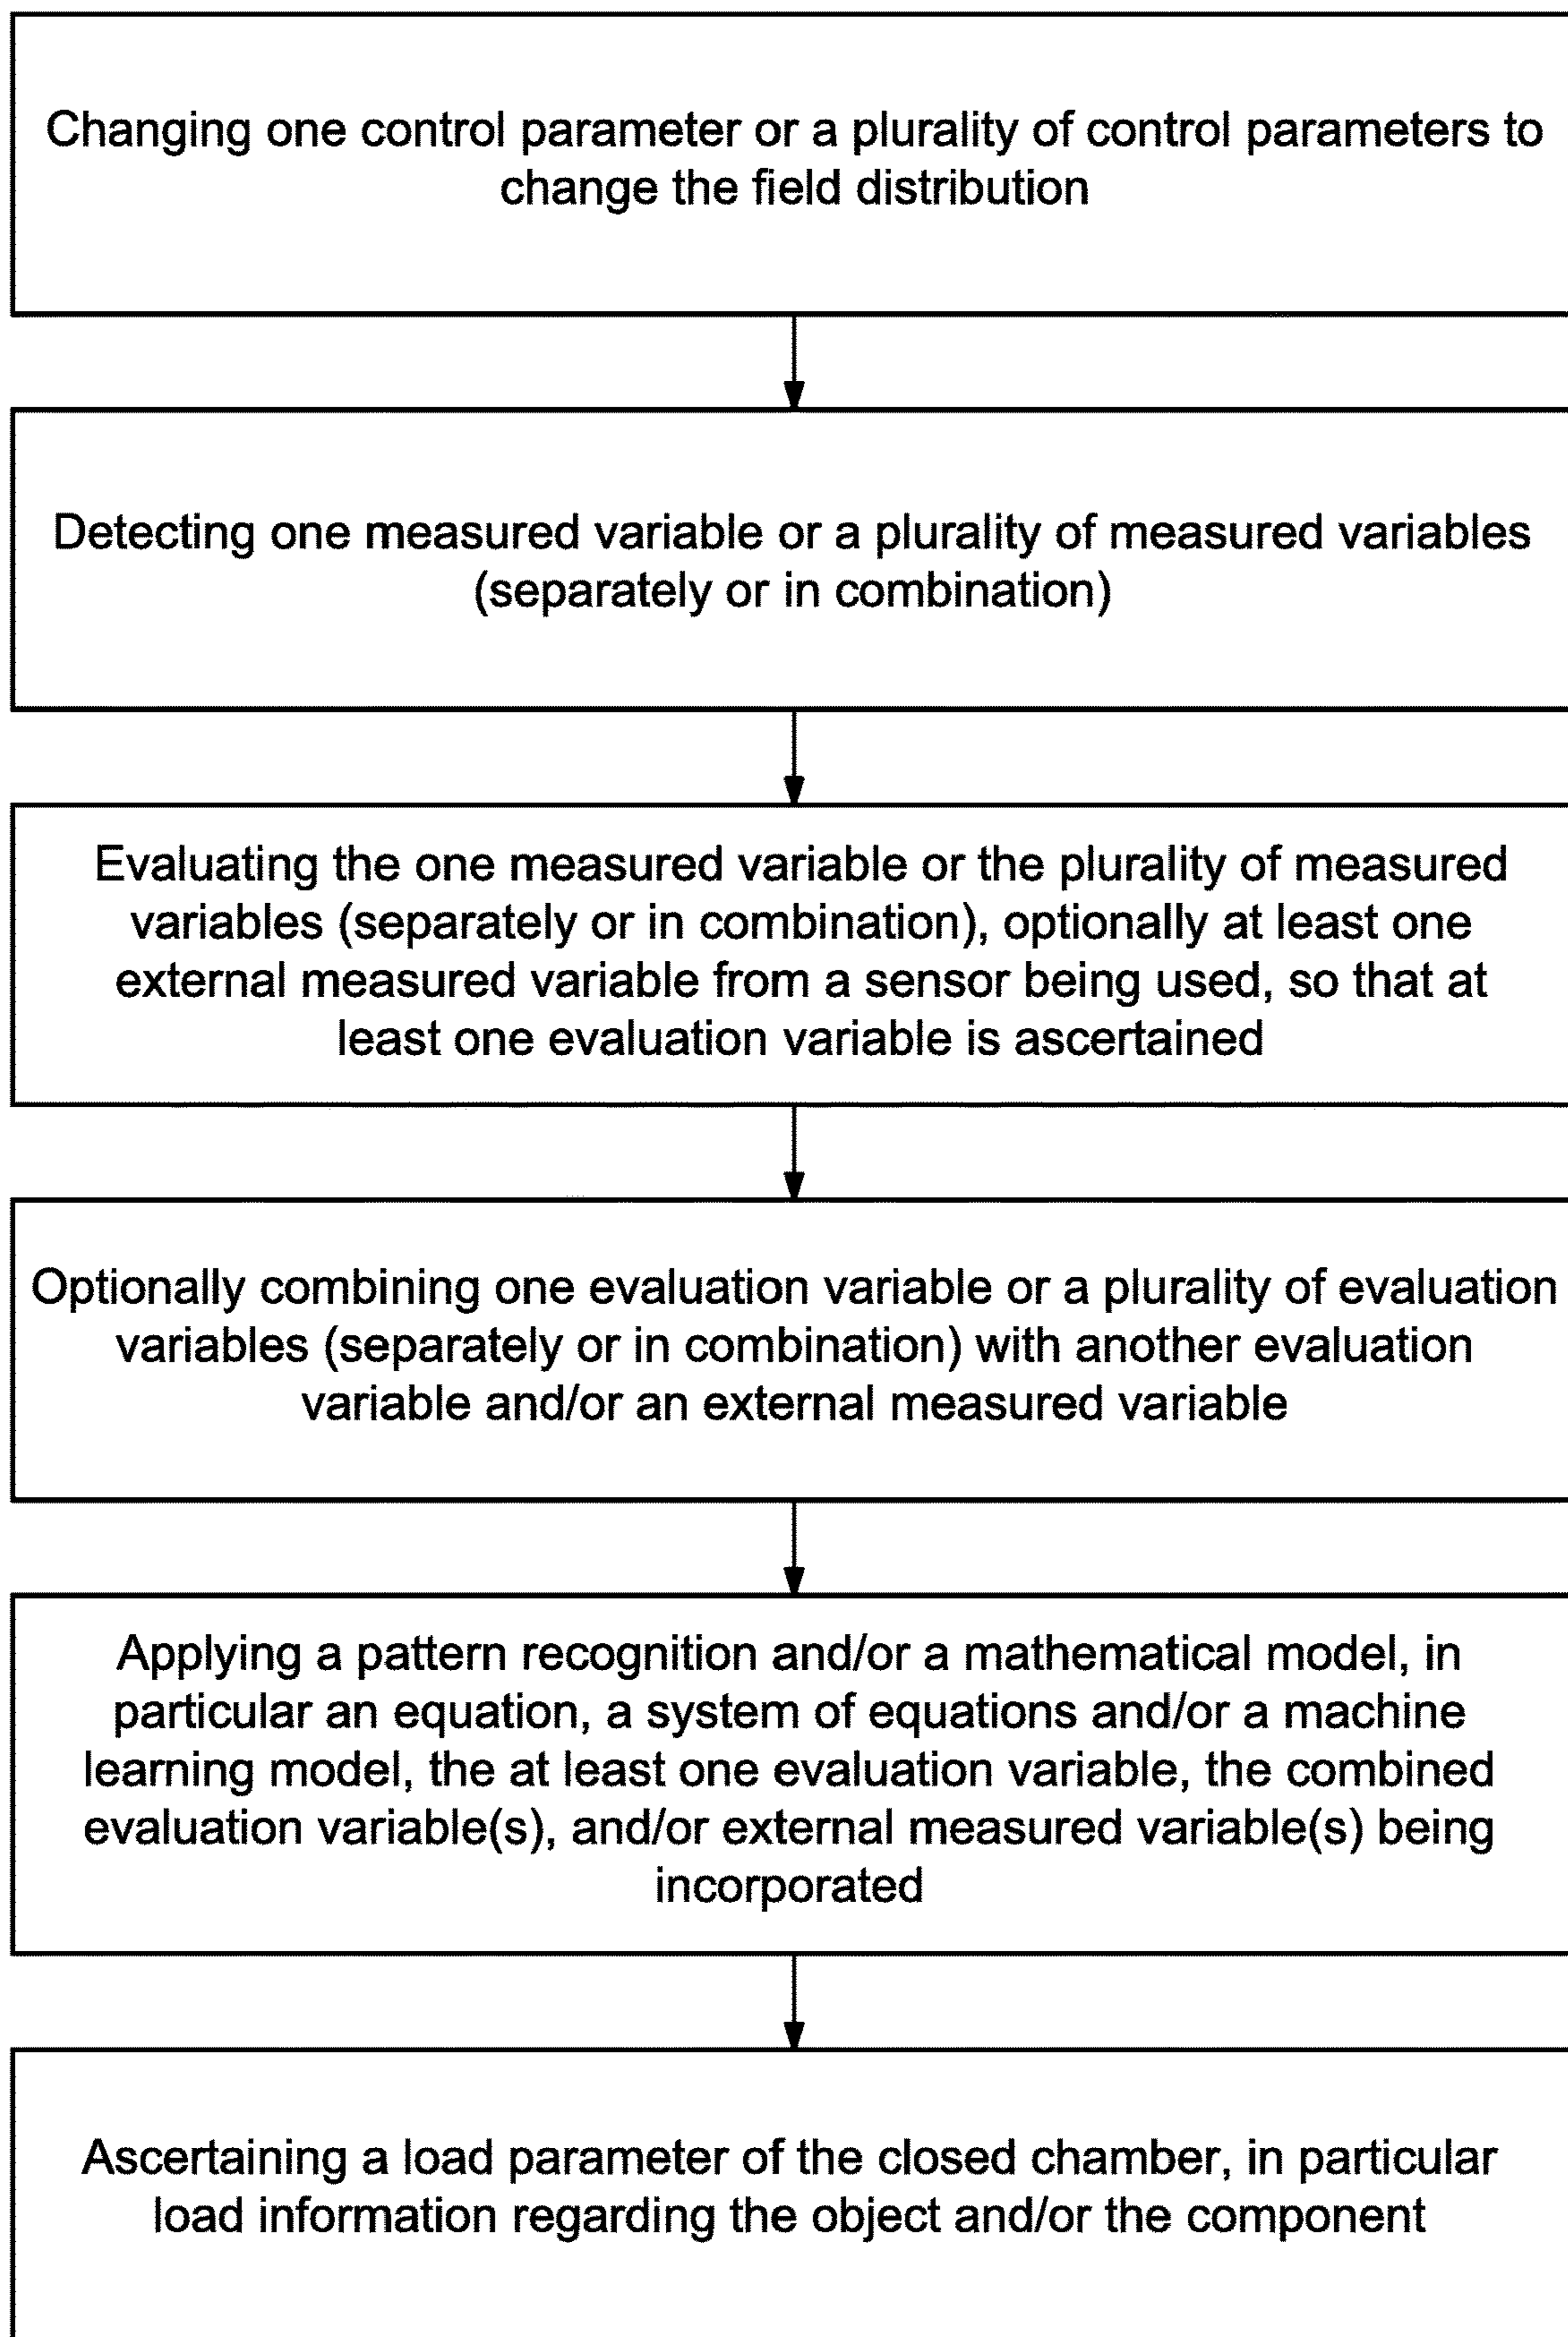 Changing one control parameter or a plurality of control parameters to
change the field distribution
Detecting one measured variable or a plurality of measured variables
(separately or in combination)
Evaluating the one measured variable or the plurality of measured
variables (separately or in combination), optionally at least one
external measured variable from a sensor being used, so that at
least one evaluation variable is ascertained
Optionally combining one evaluation variable or a plurality of evaluation
variables (separately or in combination) with another evaluation
variable and/or an external measured variable
Applying a pattern recognition and/or a mathematical model, in
particular an equation, a system of equations and/or a machine
learning model, the at least one evaluation variable, the combined
evaluation variable(s), and/or external measured variable(s) being
incorporated
Ascertaining a load parameter of the closed chamber, in particular
load information regarding the object and/or the component